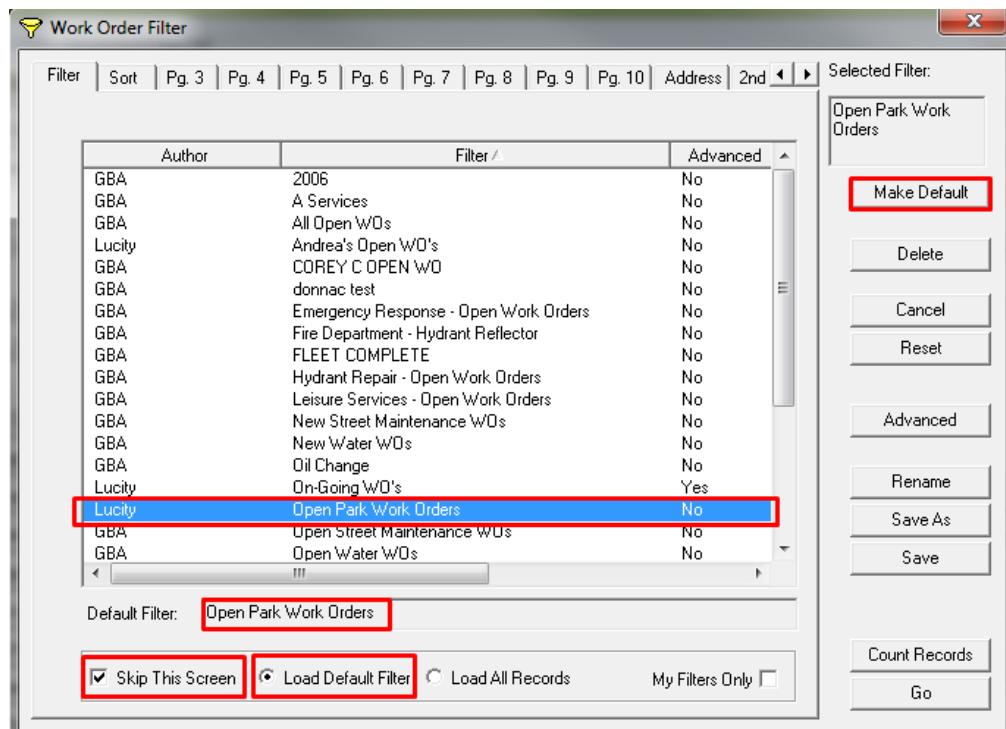 Work Order Filter
Filter Sort Pg. 3 Pg. 4 Pg. 5 Pg. 6 Pg. 7 Pg. 8 Pg. 9 Pg. 10 Address 2nd
Selected Filter:
Open Park Work
Orders
Author Filter Advanced
GBA 2006 No
GBA A Services No
GBA All Open WOs No
Lucity Andrea's Open WO's No
GBA COREY C OPEN WO No
GBA donnac test No
GBA Emergency Response - Open Work Orders No
GBA Fire Department - Hydrant Reflector No
GBA FLEET COMPLETE No
GBA Hydrant Repair - Open Work Orders No
GBA Leisure Services - Open Work Orders No
GBA New Street Maintenance WOs No
GBA New Water WOs No
GBA Oil Change No
Lucity On-Going WO's Yes
Lucity Open Park Work Orders No
GBA Open Street Maintenance WOs No
GBA Open Water WOs No
Default Filter: Open Park Work Orders
Skip This Screen Load Default Filter Load All Records My Filters Only
Make Default
Delete
Cancel
Reset
Advanced
Rename
Save As
Save
Count Records
Go